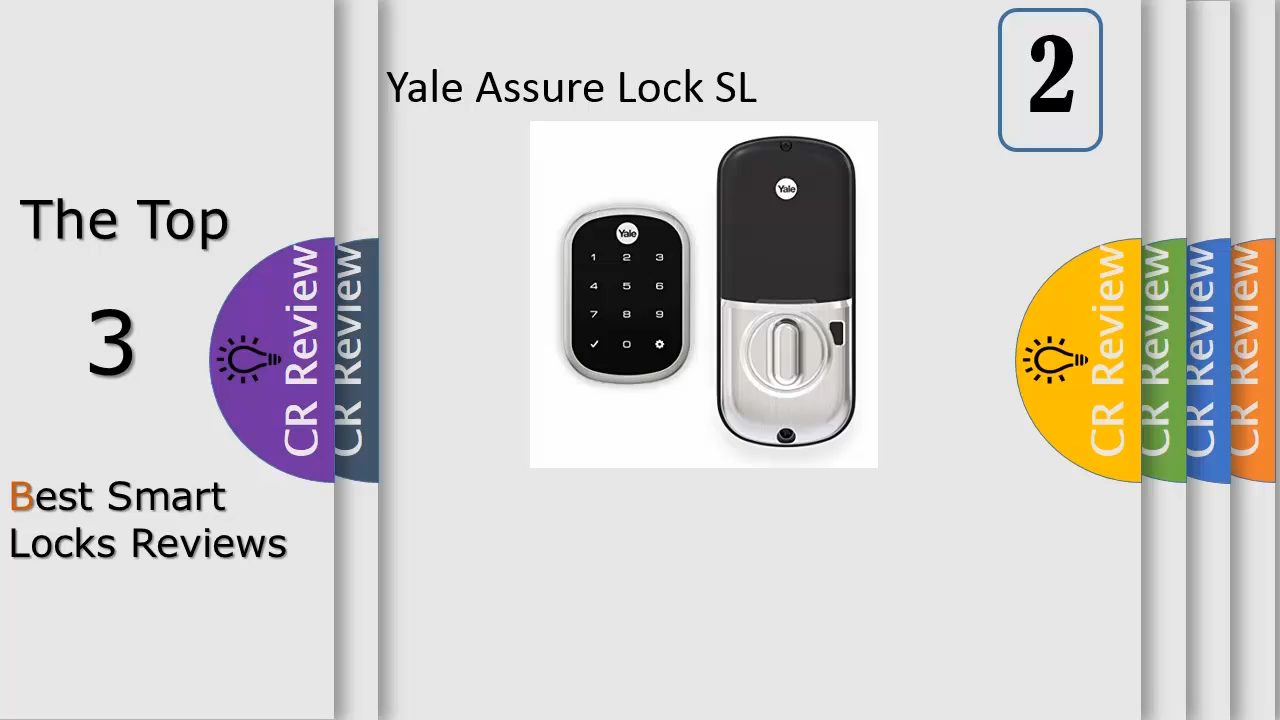 The Top
3
Best Smart
Locks Reviews
CR Review
CR Review
Yale Assure Lock SL
2
Yale
1 2 3
4 5 6
7 8 9
0
Yale
CR Review
CR Review
CR Review
CR Review